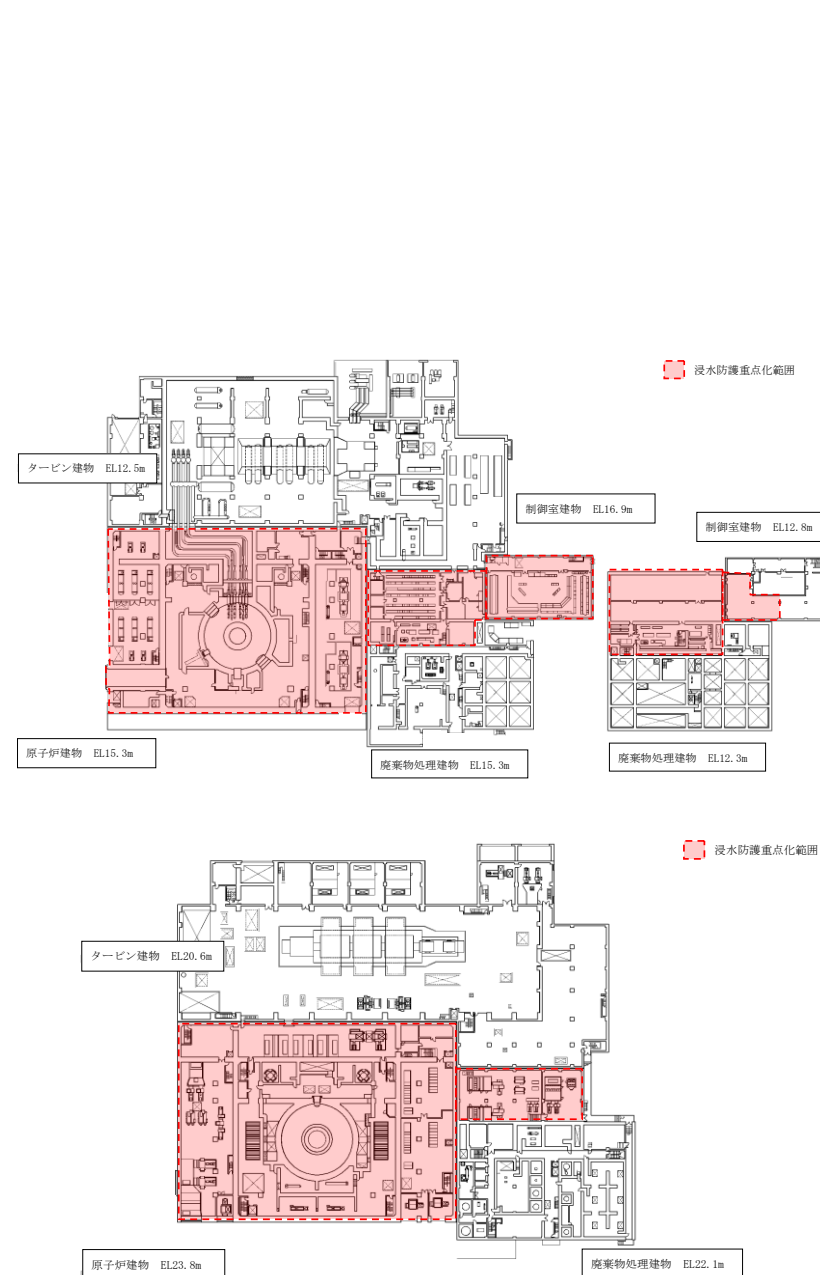 浸水防護重点化範囲
タービン建物 EL12.5m
制御室建物 EL16.9m
制御室建物 EL12.8m
原子炉建物 EL15.3m
廃棄物処理建物 EL15.3m
廃棄物処理建物 EL12.3m
浸水防護重点化範囲
タービン建物 EL20.6m
原子炉建物 EL23.8m
廃棄物処理建物 EL22.1m